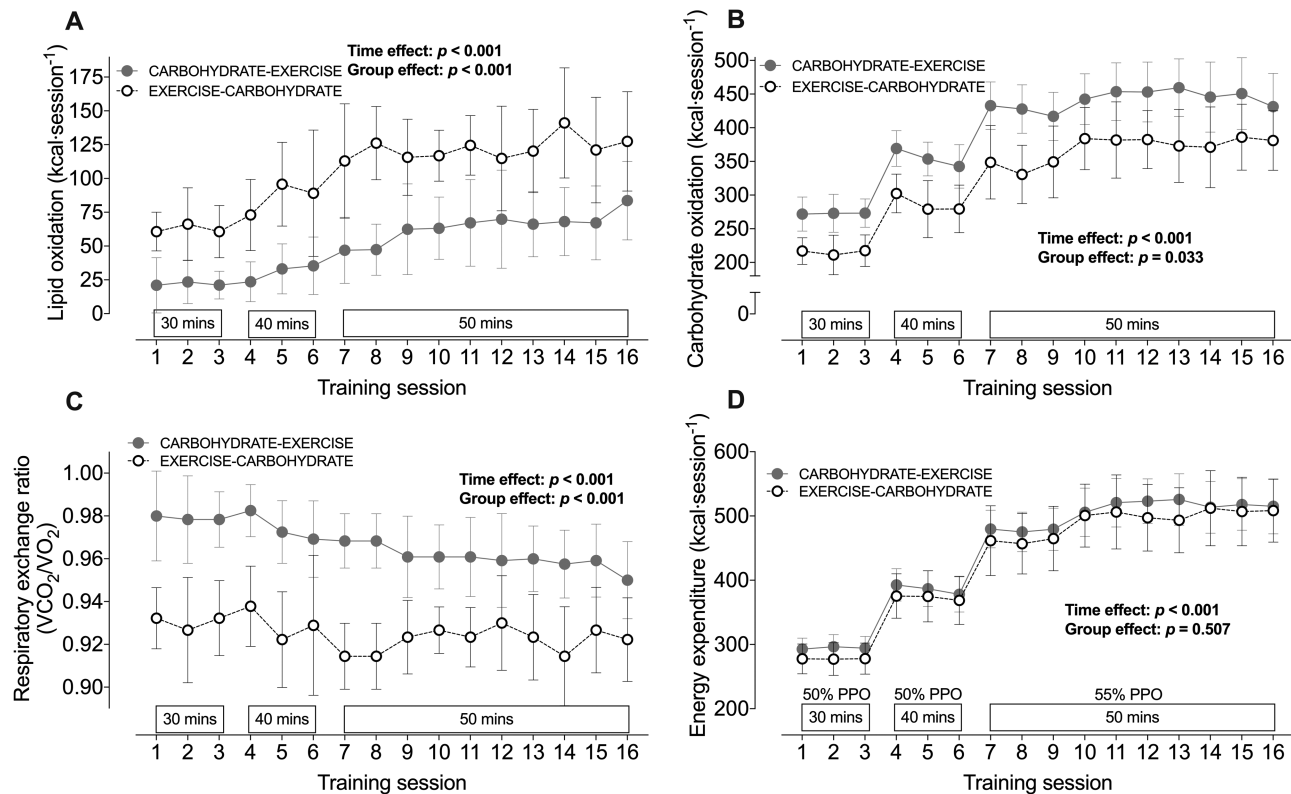 A
Time effect: p < 0.001
Group effect: p < 0.001
CARBOHYDRATE-EXERCISE
EXERCISE-CARBOHYDRATE
Lipid oxidation (kcal·session⁻¹)
175
150
125
100
75
50
25
0
30 mins 40 mins 50 mins
1 2 3 4 5 6 7 8 9 10 11 12 13 14 15 16
Training session
B
CARBOHYDRATE-EXERCISE
EXERCISE-CARBOHYDRATE
Carbohydrate oxidation (kcal·session⁻¹)
500
450
400
350
300
250
200
0
Time effect: p < 0.001
Group effect: p = 0.033
30 mins 40 mins 50 mins
1 2 3 4 5 6 7 8 9 10 11 12 13 14 15 16
Training session
C
CARBOHYDRATE-EXERCISE
EXERCISE-CARBOHYDRATE
Time effect: p < 0.001
Group effect: p < 0.001
Respiratory exchange ratio
(VCO₂/VO₂)
1.00
0.98
0.96
0.94
0.92
0.90
30 mins 40 mins 50 mins
1 2 3 4 5 6 7 8 9 10 11 12 13 14 15 16
Training session
D
CARBOHYDRATE-EXERCISE
EXERCISE-CARBOHYDRATE
Energy expenditure (kcal·session⁻¹)
600
500
400
300
200
Time effect: p < 0.001
Group effect: p = 0.507
50% PPO 50% PPO 55% PPO
30 mins 40 mins 50 mins
1 2 3 4 5 6 7 8 9 10 11 12 13 14 15 16
Training session